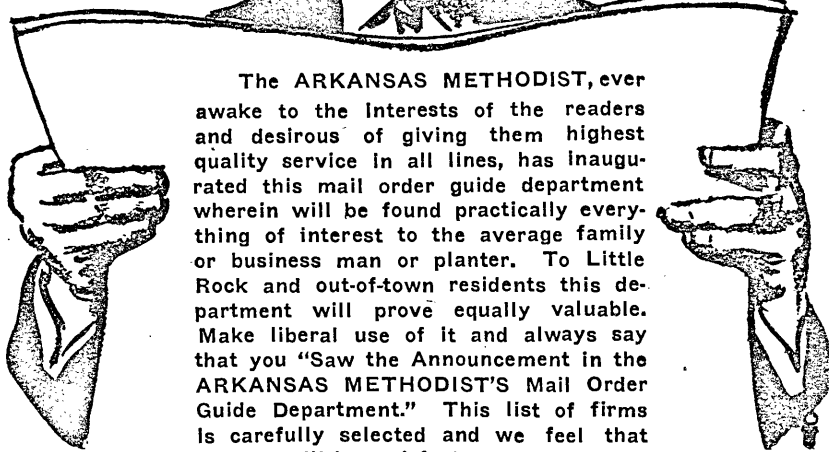 The ARKANSAS METHODIST, ever
awake to the Interests of the readers
and desirous of giving them highest
quality service in all lines, has inaugu-
rated this mail order guide department
wherein will be found practically every-
thing of interest to the average family
or business man or planter. To Little
Rock and out-of-town residents this de-
partment will prove equally valuable.
Make liberal use of it and always say
that you "Saw the Announcement in the
ARKANSAS METHODIST'S Mail Order
Guide Department." This list of firms
is carefully selected and we feel that